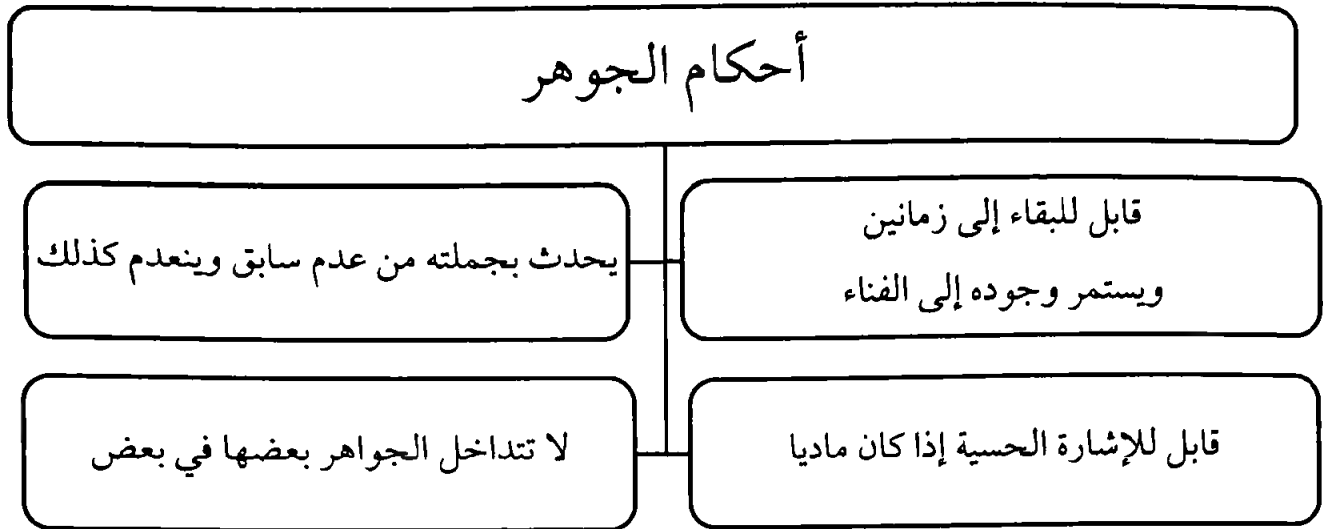 أحكام الجوهر
قابل للبقاء إلى زمانين
ويستمر وجوده إلى الفناء
يحدث بجملته من عدم سابق وينعدم كذلك
قابل للإشارة الحسية إذا كان ماديا
لا تتداخل الجواهر بعضها في بعض